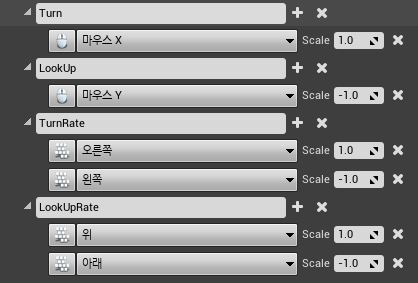 Turn
마우스 X Scale 1.0
LookUp
마우스 Y Scale -1.0
TurnRate
오른쪽 Scale 1.0
왼쪽 Scale -1.0
LookUpRate
위 Scale 1.0
아래 Scale -1.0